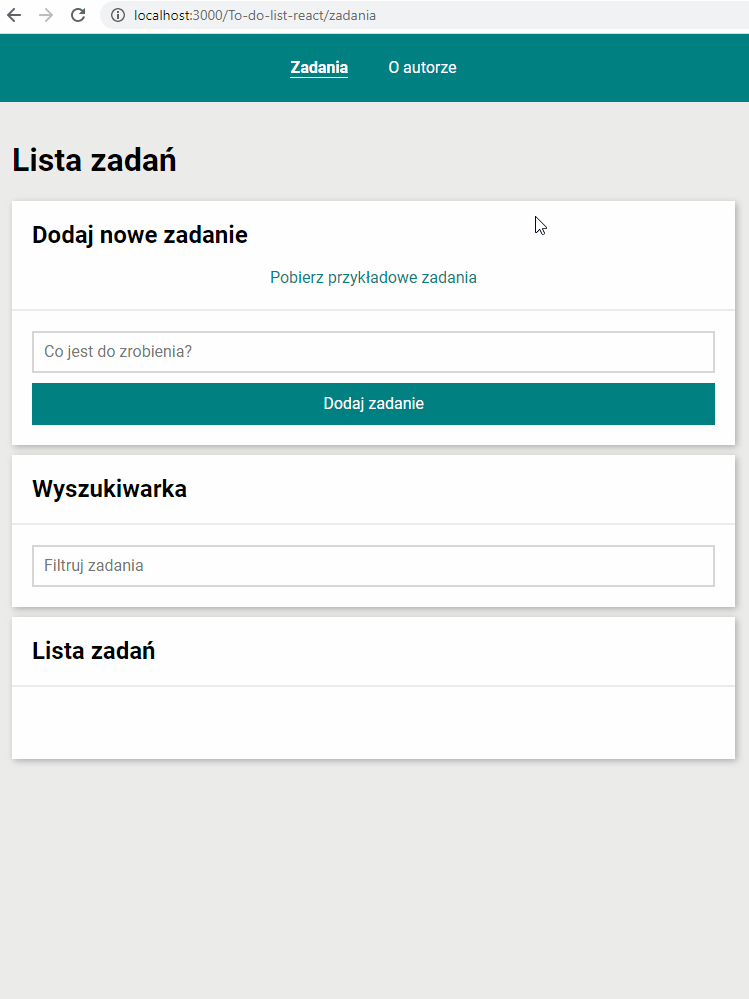 localhost:3000/To-do-list-react/zadania
Zadania O autorze
Lista zadań
Dodaj nowe zadanie
Pobierz przykładowe zadania
Co jest do zrobienia?
Dodaj zadanie
Wyszukiwarka
Filtruj zadania
Lista zadań